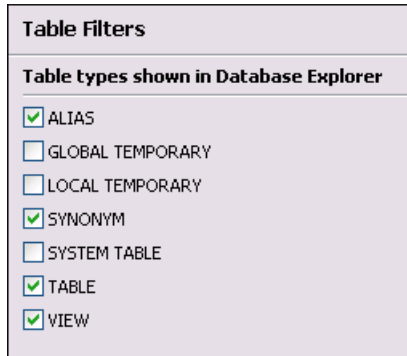 Table Filters
Table types shown in Database Explorer
ALIAS
GLOBAL TEMPORARY
LOCAL TEMPORARY
SYNONYM
SYSTEM TABLE
TABLE
VIEW